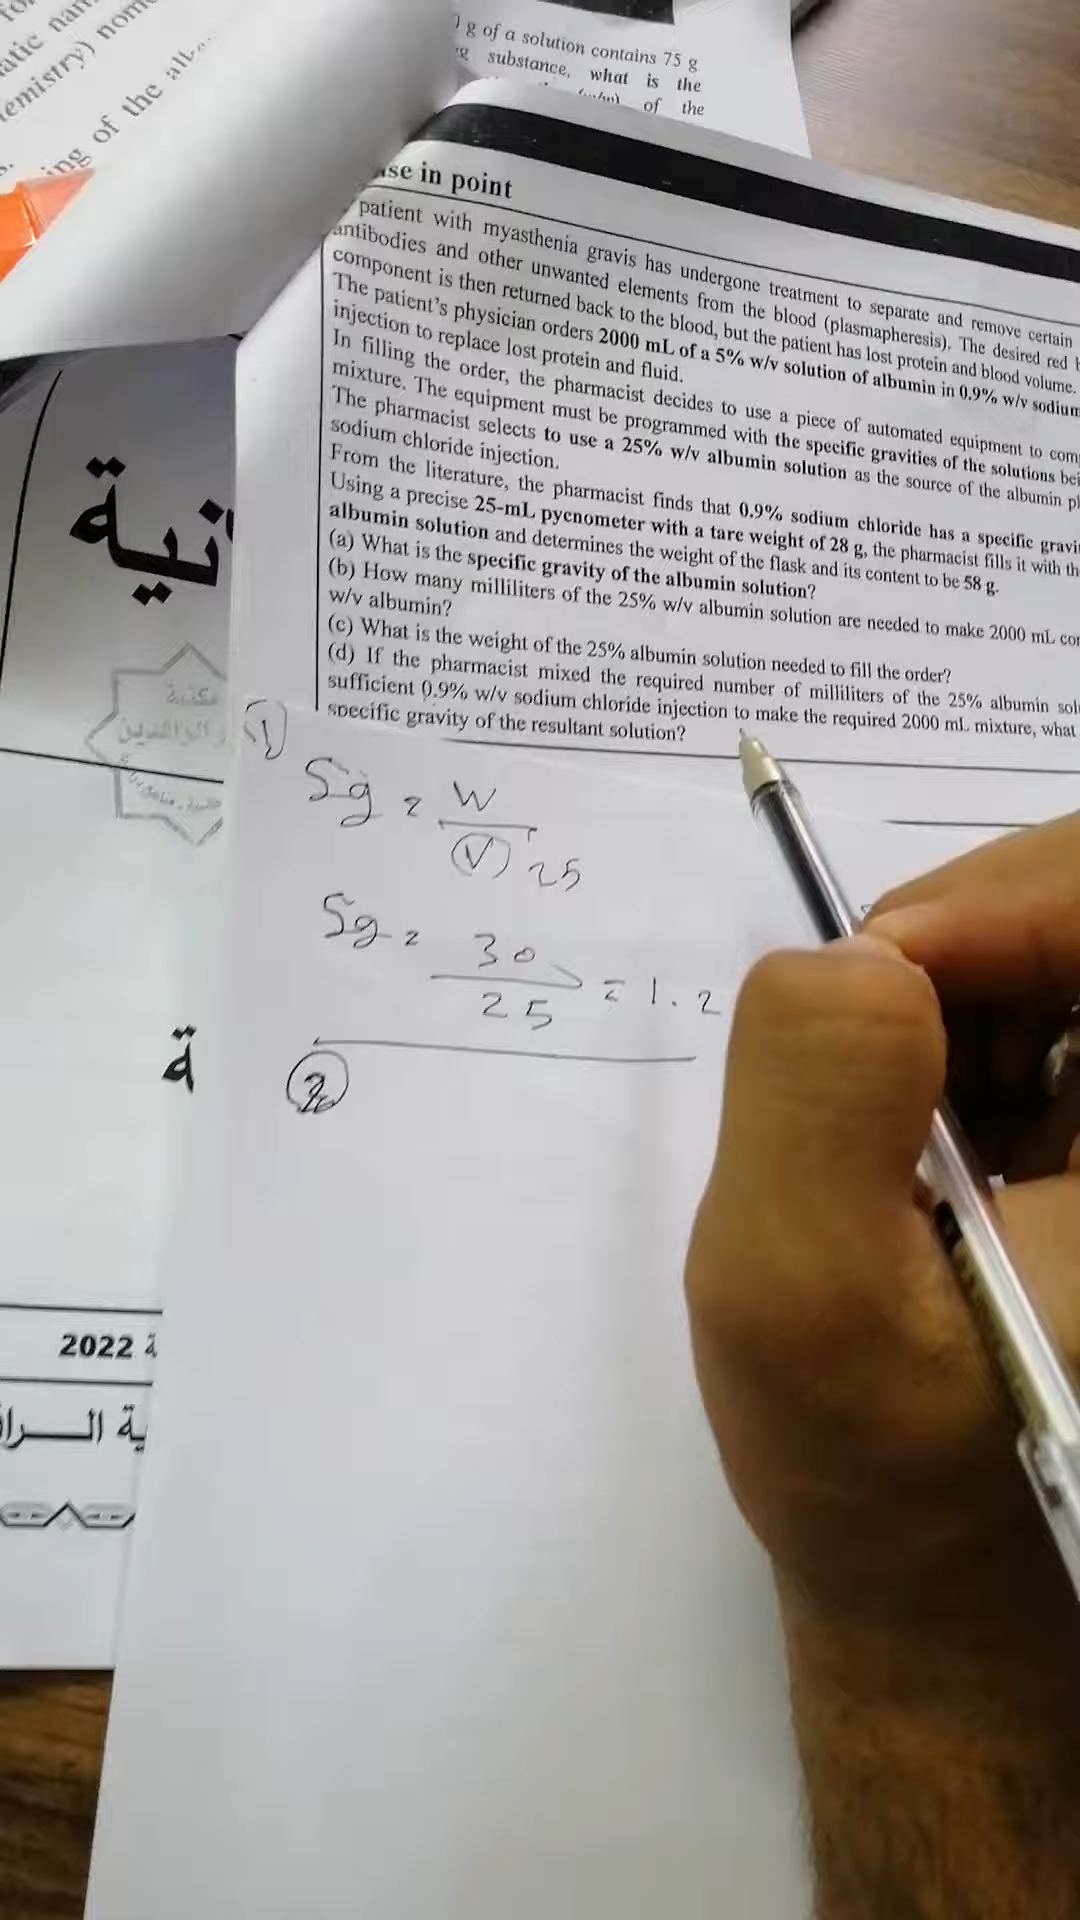 g of a solution contains 75 g
substance, what is the
of the
of the
in point
patient with myasthenia gravis has undergone treatment to separate and remove certain
antibodies and other unwanted elements from the blood (plasmapheresis). The desired red
component is then returned back to the blood, but the patient has lost protein and blood volume.
The patient's physician orders 2000 mL of a 5% w/v solution of albumin in 0.9% w/v sodium
injection to replace lost protein and fluid.
In filling the order, the pharmacist decides to use a piece of automated equipment to
mixture. The equipment must be programmed with the specific gravities of the solutions
The pharmacist selects to use a 25% w/v albumin solution as the source of the albumin
sodium chloride injection.
From the literature, the pharmacist finds that 0.9% sodium chloride has a specific
Using a precise 25-mL pycnometer with a tare weight of 28 g, the pharmacist fills it with
albumin solution and determines the weight of the flask and its content to be 58 g.
(a) What is the specific gravity of the albumin solution?
(b) How many milliliters of the 25% w/v albumin solution are needed to make 2000 mL
w/v albumin?
(c) What is the weight of the 25% albumin solution needed to fill the order?
(d) If the pharmacist mixed the required number of milliliters of the 25% albumin
sufficient 0.9% w/v sodium chloride injection to make the required 2000 mL mixture, what
specific gravity of the resultant solution?
1
Sg = W
V 25
Sg = 30
25 = 1.2
2
ة
2022